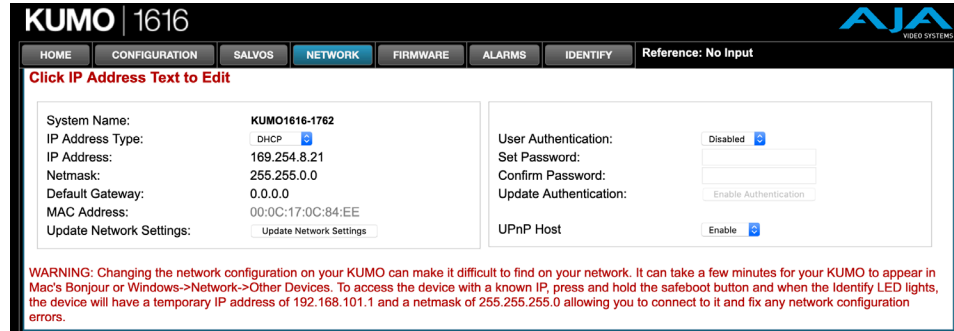 KUMO | 1616
AJA
VIDEO SYSTEMS
HOME CONFIGURATION SALVOS NETWORK FIRMWARE ALARMS IDENTIFY Reference: No Input
Click IP Address Text to Edit
System Name: KUMO1616-1762
IP Address Type: DHCP
IP Address: 169.254.8.21
Netmask: 255.255.0.0
Default Gateway: 0.0.0.0
MAC Address: 00:0C:17:0C:84:EE
Update Network Settings: Update Network Settings
User Authentication: Disabled
Set Password:
Confirm Password:
Update Authentication: Enable Authentication
UPnP Host Enable
WARNING: Changing the network configuration on your KUMO can make it difficult to find on your network. It can take a few minutes for your KUMO to appear in
Mac's Bonjour or Windows->Network->Other Devices. To access the device with a known IP, press and hold the safeboot button and when the Identify LED lights,
the device will have a temporary IP address of 192.168.101.1 and a netmask of 255.255.255.0 allowing you to connect to it and fix any network configuration
errors.